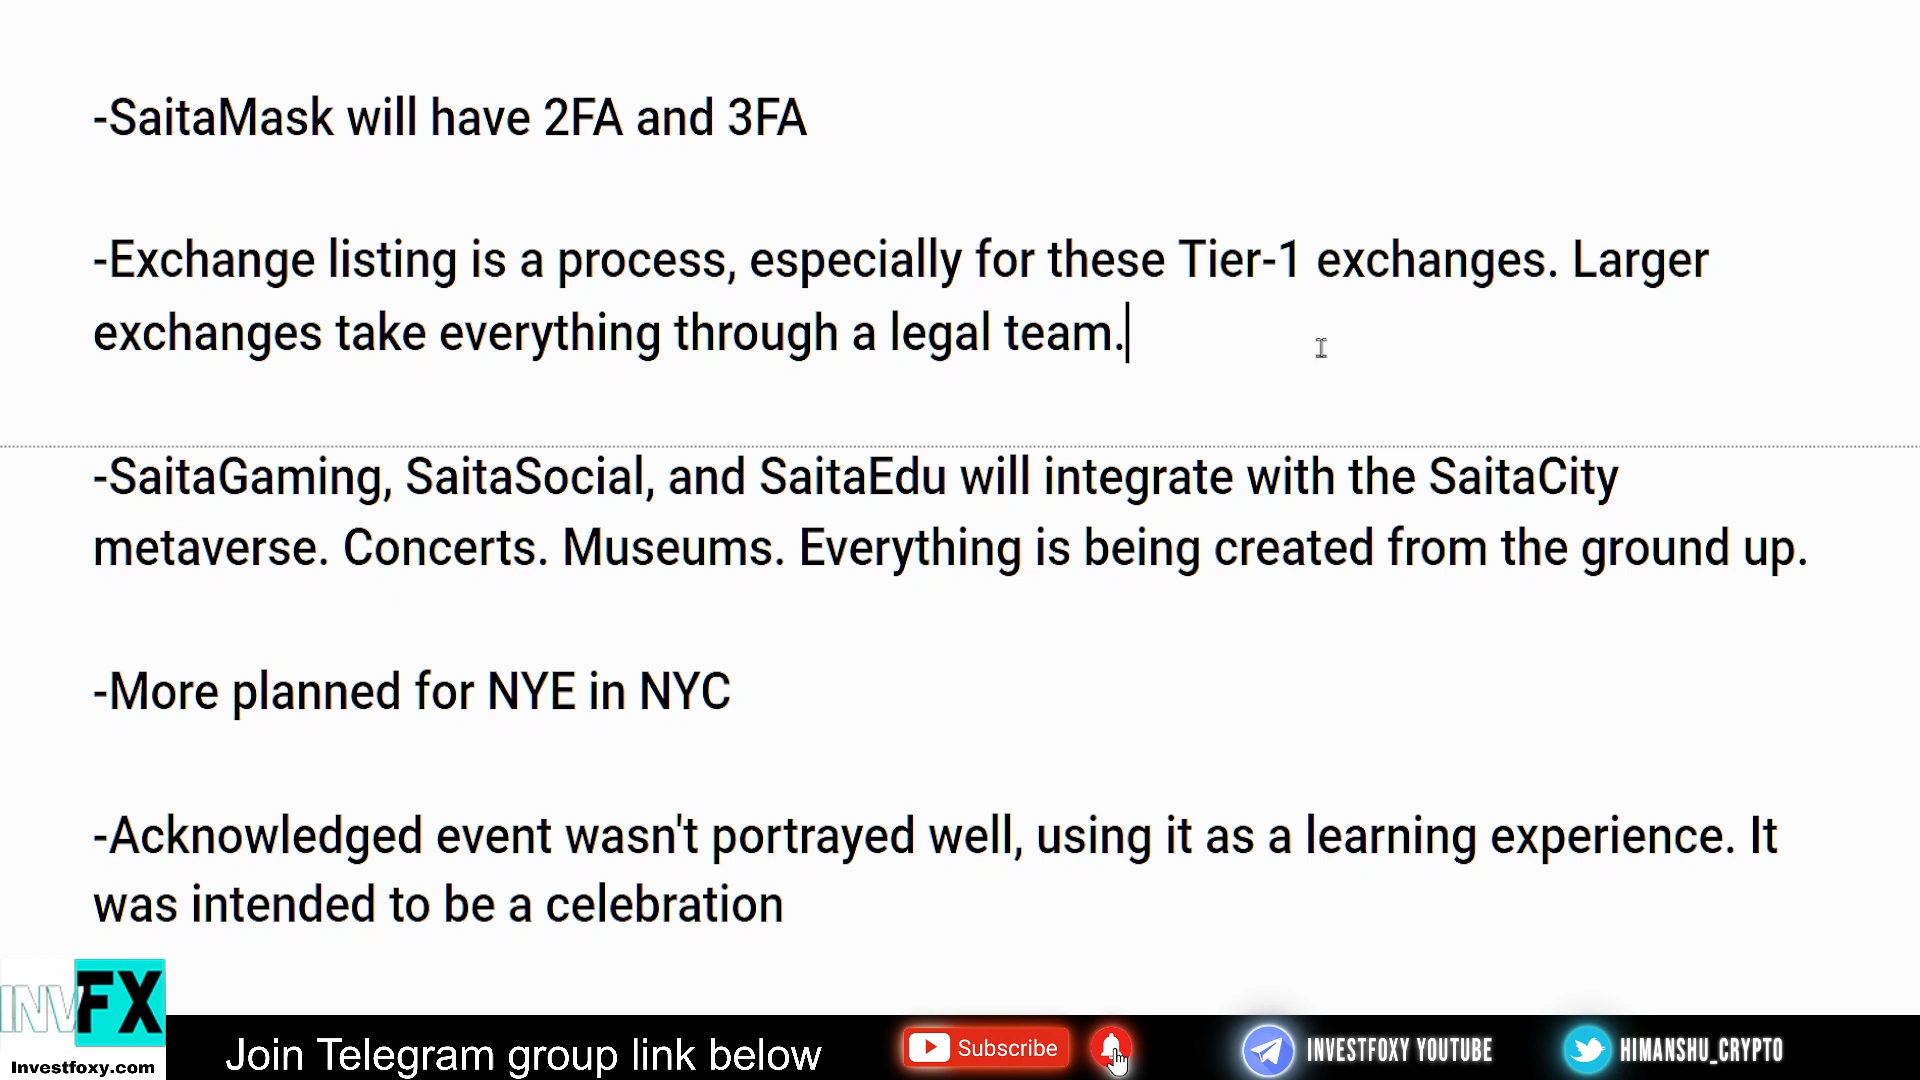 -SaitaMask will have 2FA and 3FA
-Exchange listing is a process, especially for these Tier-1 exchanges. Larger
exchanges take everything through a legal team.
-SaitaGaming, SaitaSocial, and SaitaEdu will integrate with the SaitaCity
metaverse. Concerts. Museums. Everything is being created from the ground up.
-More planned for NYE in NYC
-Acknowledged event wasn't portrayed well, using it as a learning experience. It
was intended to be a celebration
INVFX
Investfoxy.com
Join Telegram group link below
Subscribe
INVESTFOXY YOUTUBE
HIMANSHU_CRYPTO